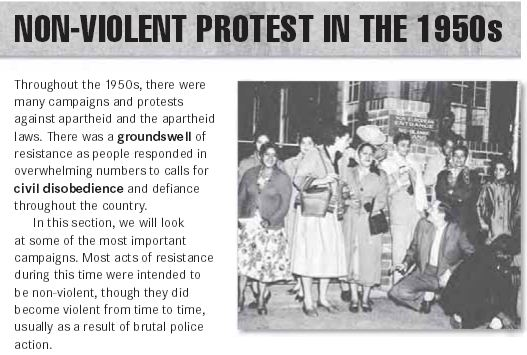 NON-VIOLENT PROTEST IN THE 1950s
Throughout the 1950s, there were
many campaigns and protests
against apartheid and the apartheid
laws. There was a groundswell of
resistance as people responded in
overwhelming numbers to calls for
civil disobedience and defiance
throughout the country.
In this section, we will look
at some of the most important
campaigns. Most acts of resistance
during this time were intended to
be non-violent, though they did
become violent from time to time,
usually as a result of brutal police
action.
NON EUROPEAN
ENTRANCE